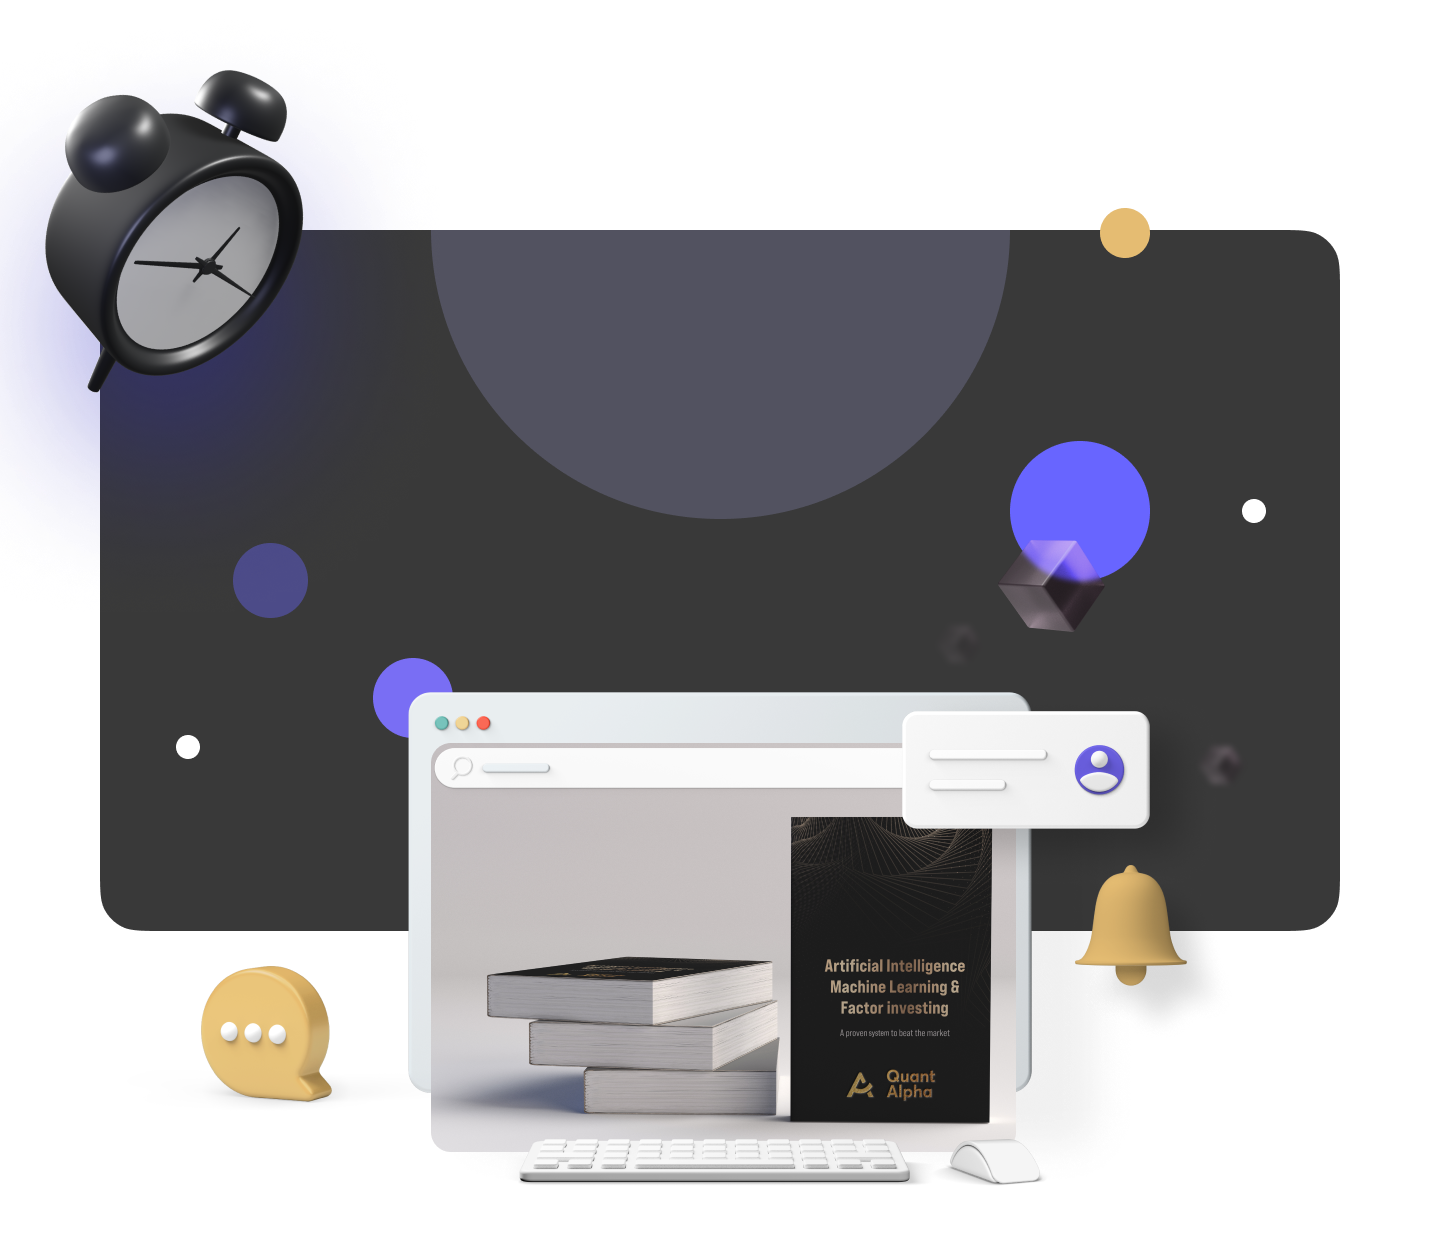 Artificial Intelligence
Machine Learning &
Factor investing
A proven system to beat the market
Quant
Alpha